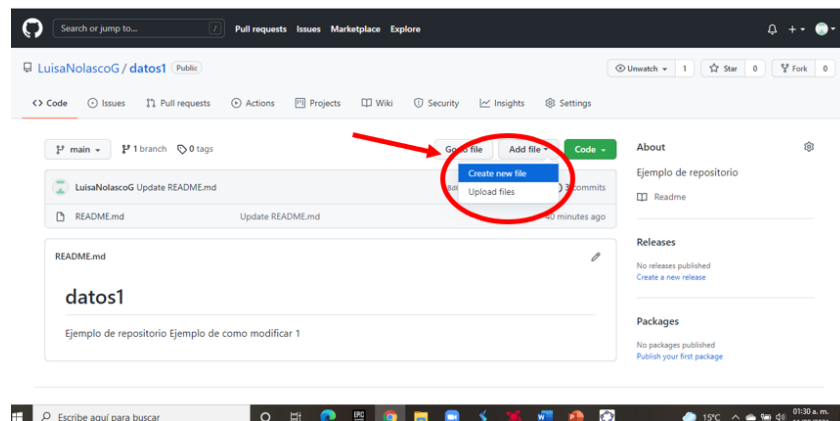 Search or jump to... /
Pull requests Issues Marketplace Explore
LuisaNolascoG / datos1 Public
Unwatch 1 Star 0 Fork 0
Code Issues Pull requests Actions Projects Wiki Security Insights Settings
main 1 branch 0 tags
file Add file Code
Create new file
Upload files
LuisaNolascoG Update README.md
3 commits
README.md Update README.md 40 minutes ago
README.md
datos1
Ejemplo de repositorio Ejemplo de como modificar 1
About
Ejemplo de repositorio
Readme
Releases
No releases published
Create a new release
Packages
No packages published
Publish your first package
Escribe aquí para buscar
EPIC
15°C 01:30 a. m.